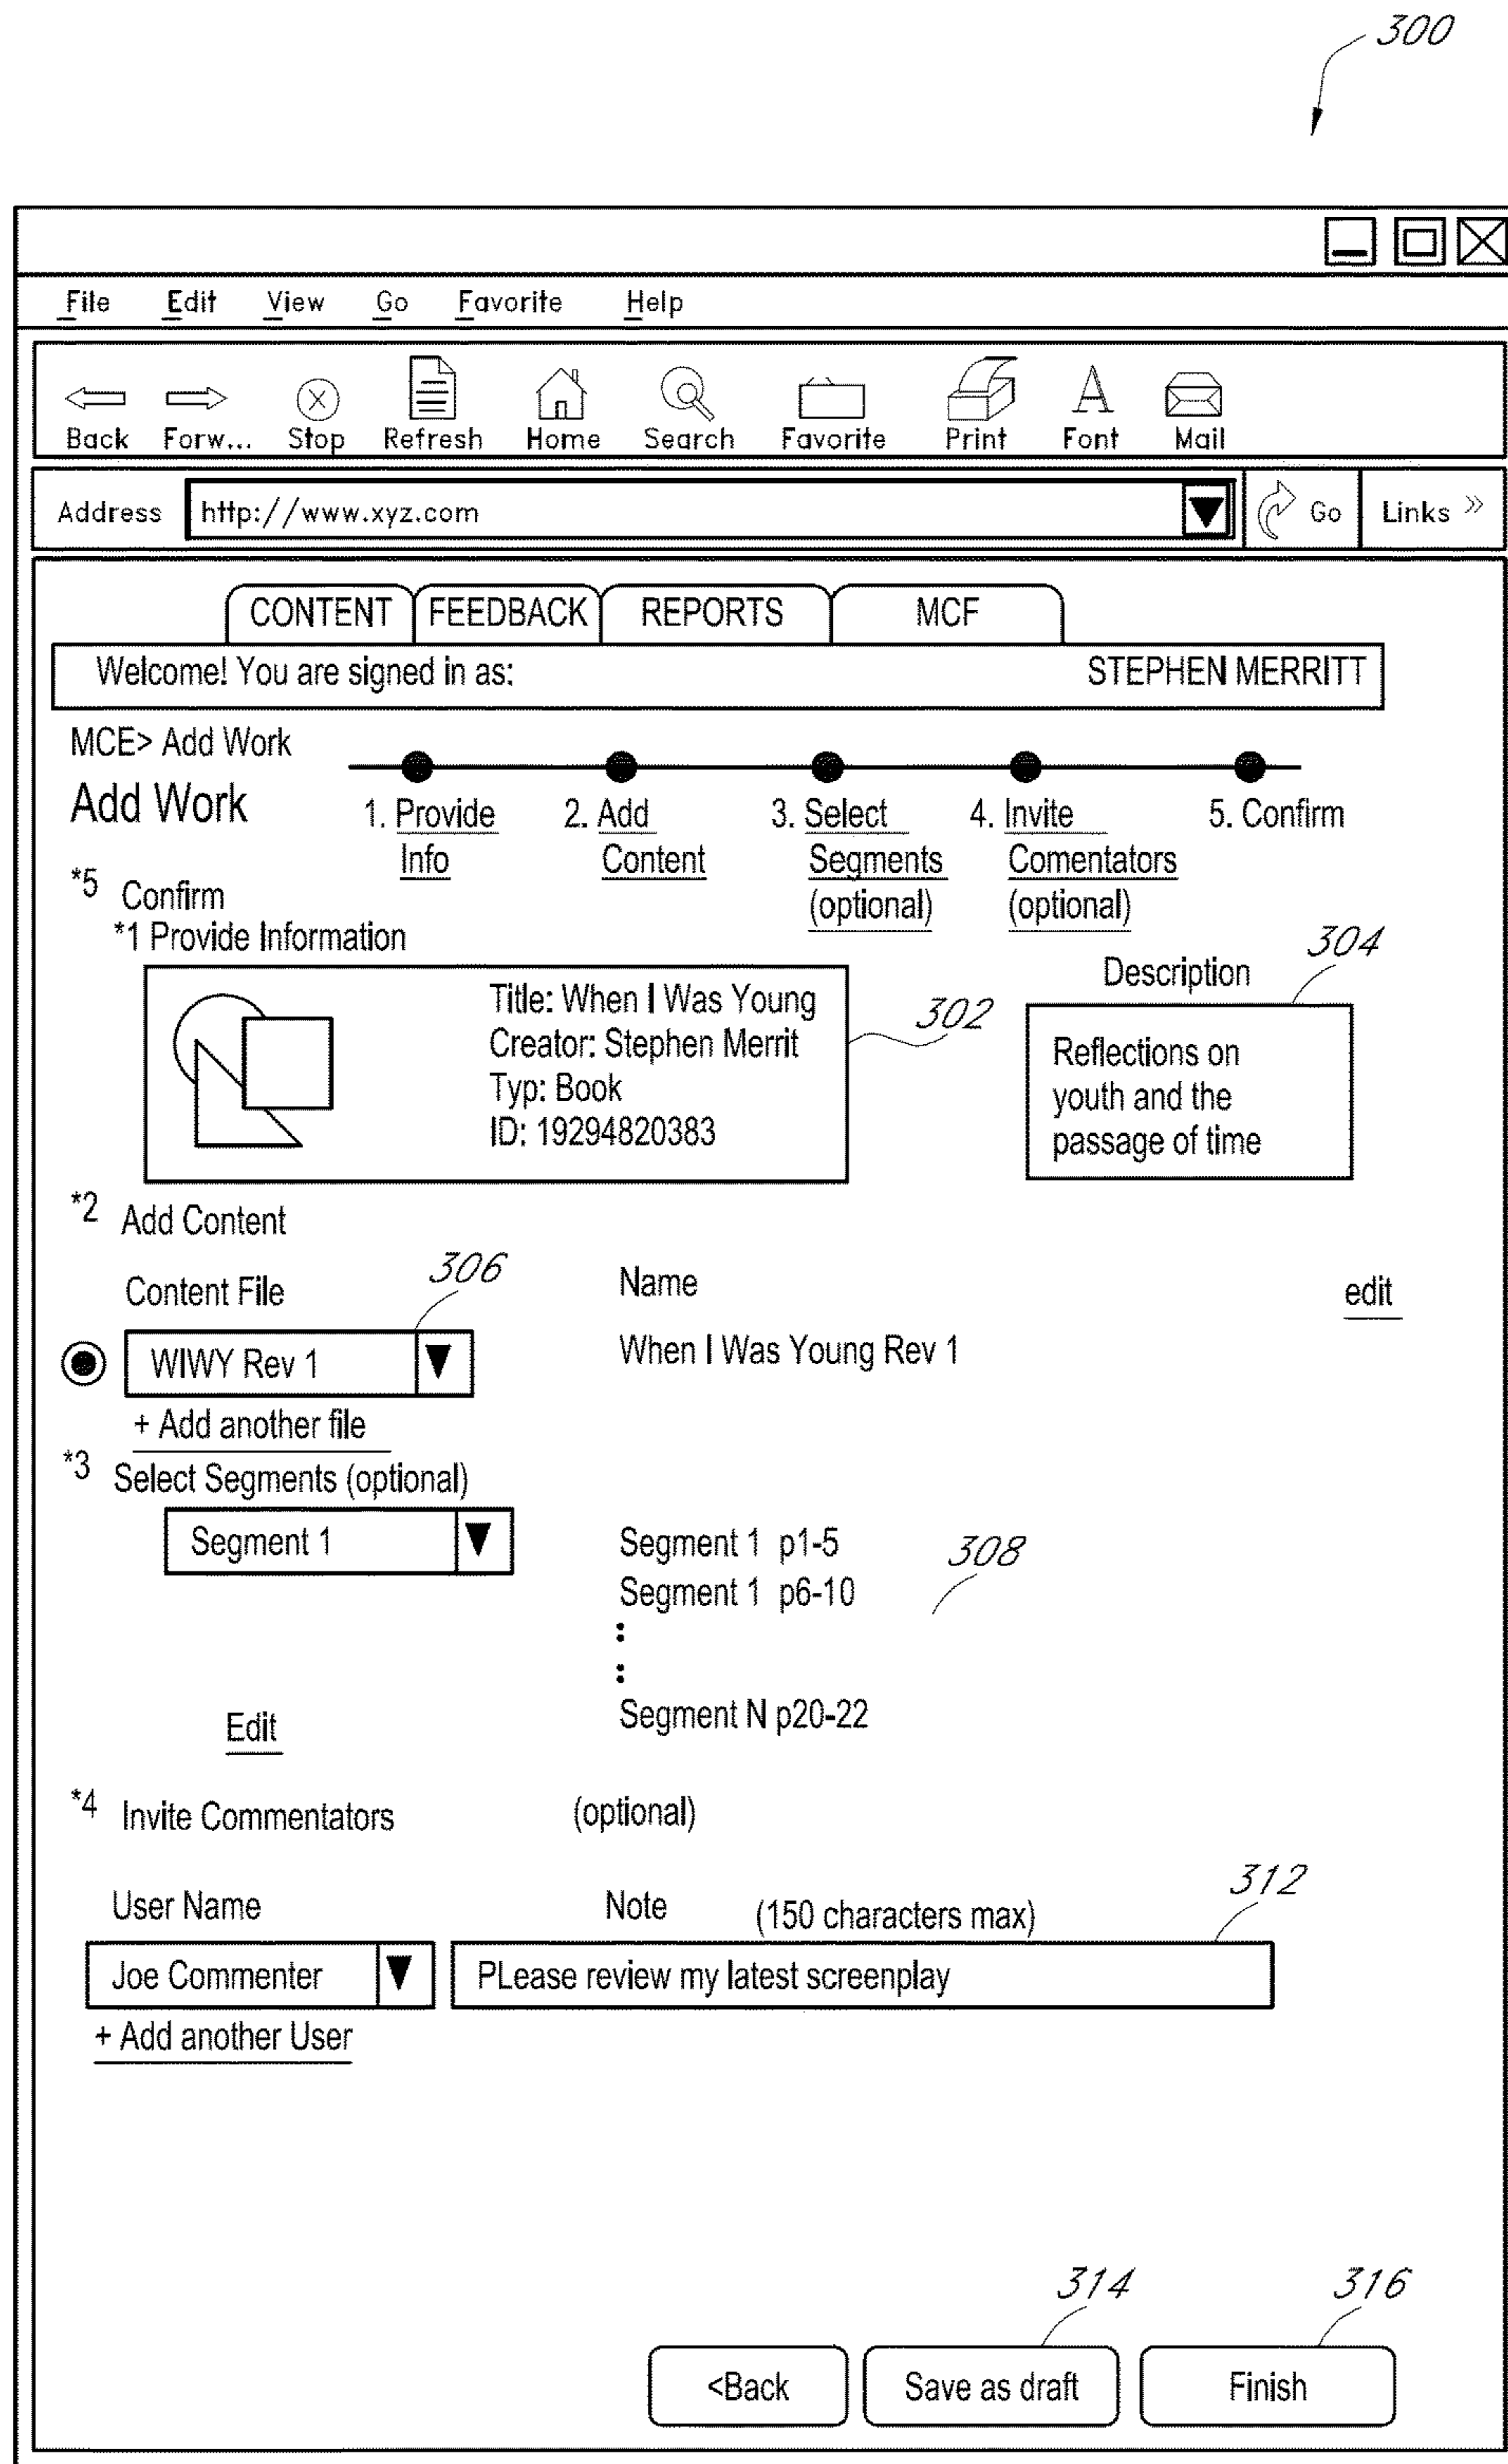 300
File Edit View Go Favorite Help
Back Forw... Stop Refresh Home Search Favorite Print Font Mail
Address http://www.xyz.com Go Links »
CONTENT FEEDBACK REPORTS MCF
Welcome! You are signed in as: STEPHEN MERRITT
MCE> Add Work
Add Work
1. Provide Info
2. Add Content
3. Select Segments (optional)
4. Invite Comentators (optional)
5. Confirm
*5 Confirm
*1 Provide Information
Title: When I Was Young
Creator: Stephen Merrit
Typ: Book
ID: 19294820383
302
Description
304
Reflections on
youth and the
passage of time
*2 Add Content
Content File 306 Name edit
WIWY Rev 1 When I Was Young Rev 1
+ Add another file
*3 Select Segments (optional)
Segment 1
Segment 1 p1-5
Segment 1 p6-10
308
Segment N p20-22
Edit
*4 Invite Commentators (optional)
User Name Note (150 characters max) 312
Joe Commenter PLease review my latest screenplay
+ Add another User
314 316
<Back Save as draft Finish